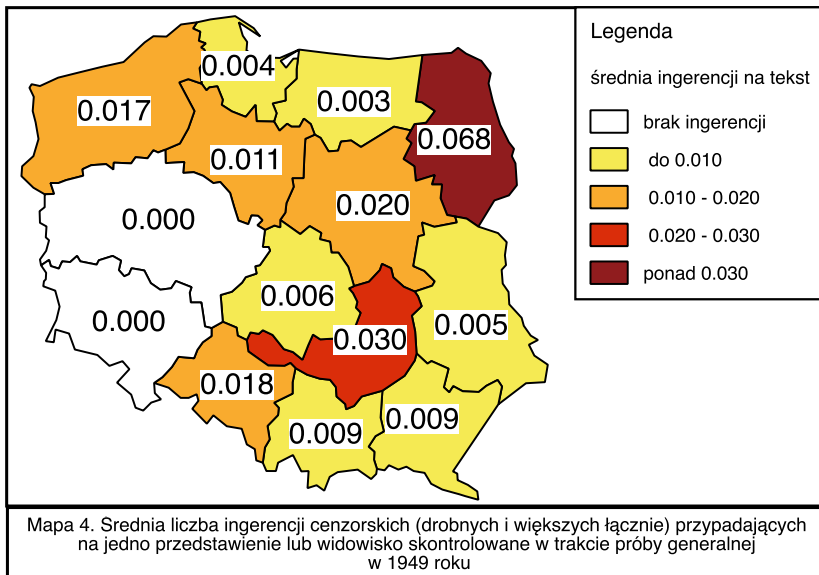 Legenda
średnia ingerencji na tekst
brak ingerencji
do 0.010
0.010 - 0.020
0.020 - 0.030
ponad 0.030
0.004
0.017
0.003
0.068
0.011
0.020
0.000
0.006
0.000
0.030
0.005
0.018
0.009
0.009
Mapa 4. Srednia liczba ingerencji cenzorskich (drobnych i większych łącznie) przypadających
na jedno przedstawienie lub widowisko skontrolowane w trakcie próby generalnej
w 1949 roku